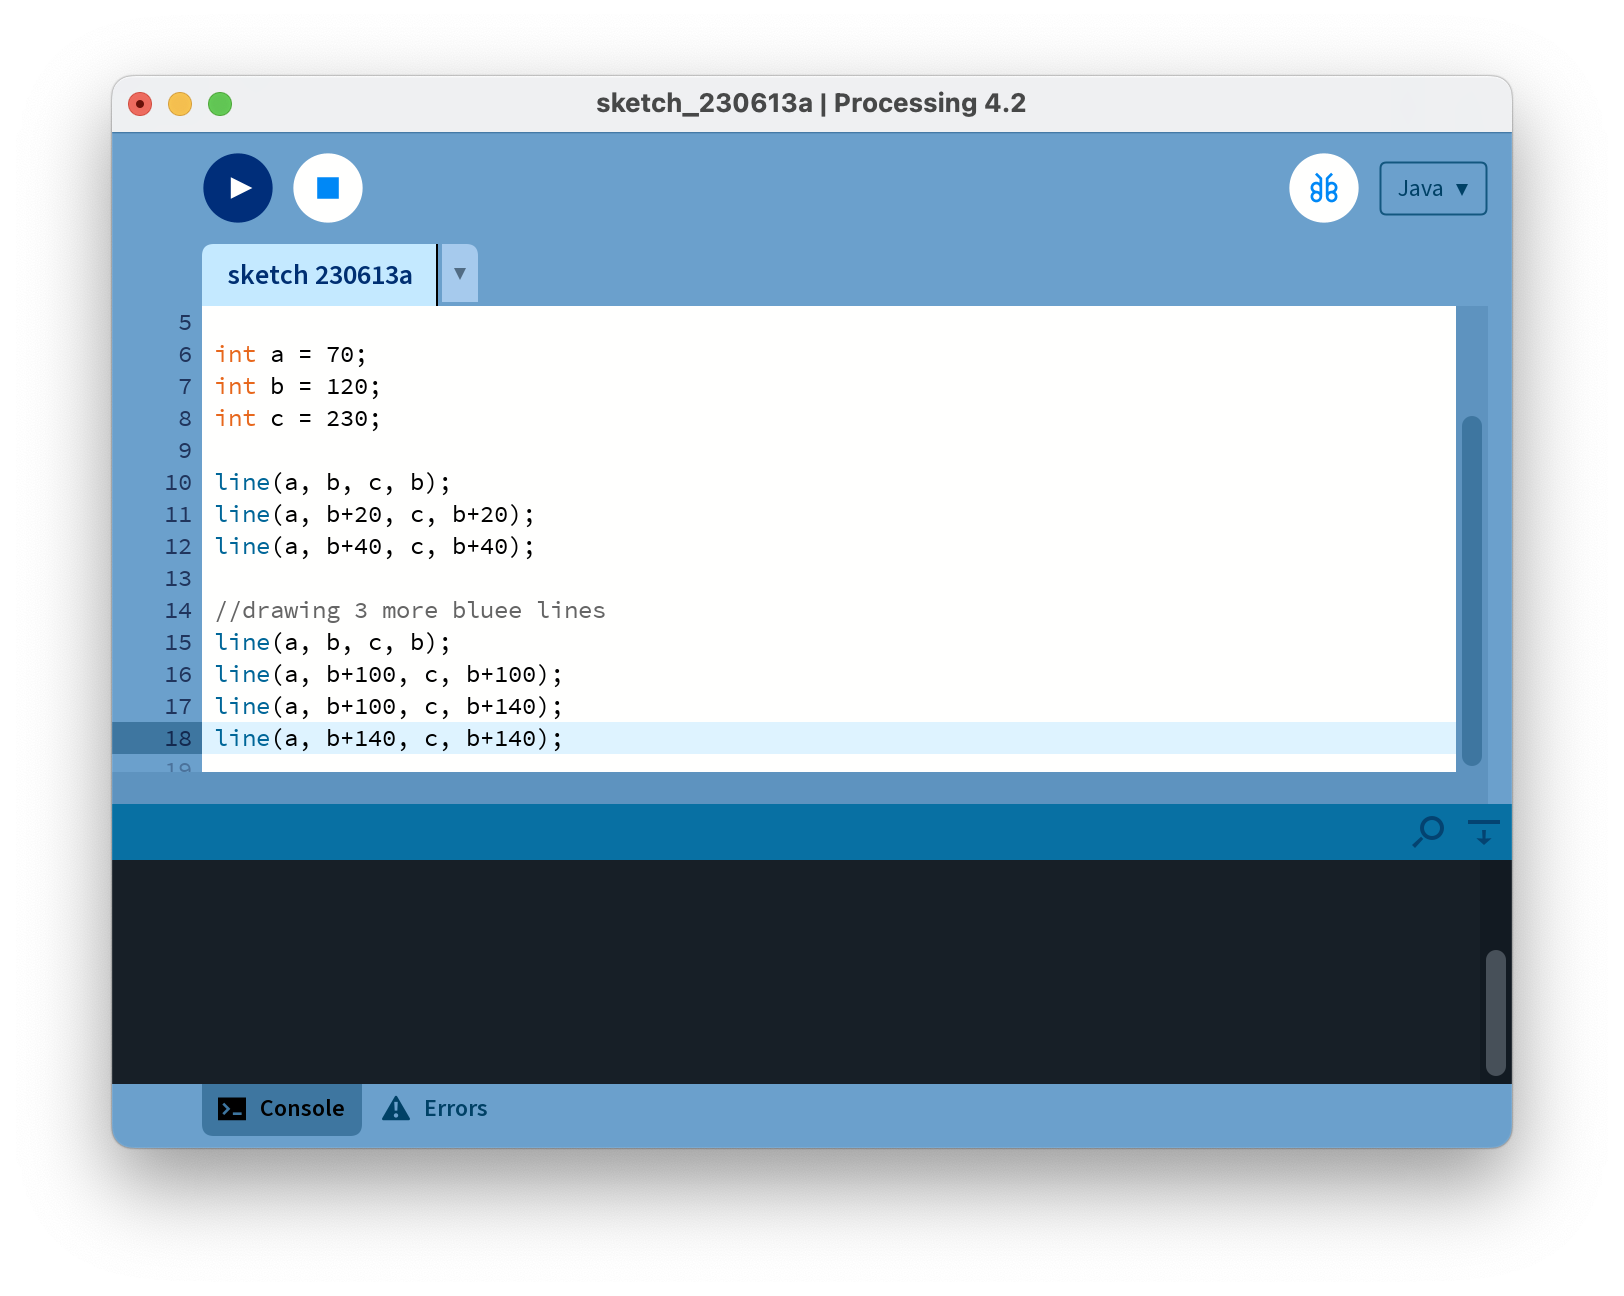 sketch_230613a | Processing 4.2
Java ▼
sketch 230613a ▼
5
6 int a = 70;
7 int b = 120;
8 int c = 230;
9
10 line(a, b, c, b);
11 line(a, b+20, c, b+20);
12 line(a, b+40, c, b+40);
13
14 //drawing 3 more bluee lines
15 line(a, b, c, b);
16 line(a, b+100, c, b+100);
17 line(a, b+100, c, b+140);
18 line(a, b+140, c, b+140);
19
Console Errors